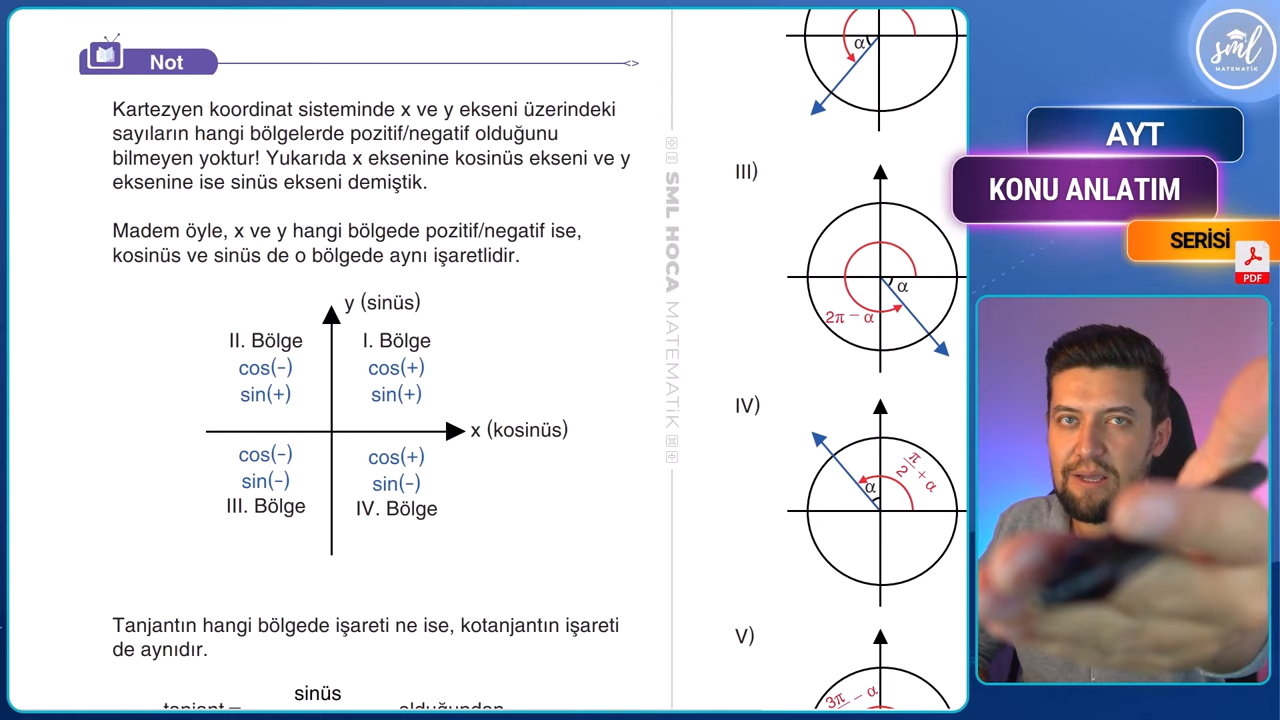 Not
Kartezyen koordinat sisteminde x ve y ekseni üzerindeki
sayıların hangi bölgelerde pozitif/negatif olduğunu
bilmeyen yoktur! Yukarıda x eksenine kosinüs ekseni ve y
eksenine ise sinüs ekseni demiştik.
Madem öyle, x ve y hangi bölgede pozitif/negatif ise,
kosinüs ve sinüs de o bölgede aynı işaretlidir.
y (sinüs)
II. Bölge
cos(-)
sin(+)
I. Bölge
cos(+)
sin(+)
x (kosinüs)
cos(-)
sin(-)
III. Bölge
cos(+)
sin(-)
IV. Bölge
Tanjantın hangi bölgede işareti ne ise, kotanjantın işareti
de aynıdır.
sinüs
tanjant =
olduğundan
SML HOCA MATEMATİK
α
III)
α
2π − α
IV)
α
π/2 + α
V)
3π − α
AYT
KONU ANLATIM
SERİSİ
PDF
sml
MATEMATİK